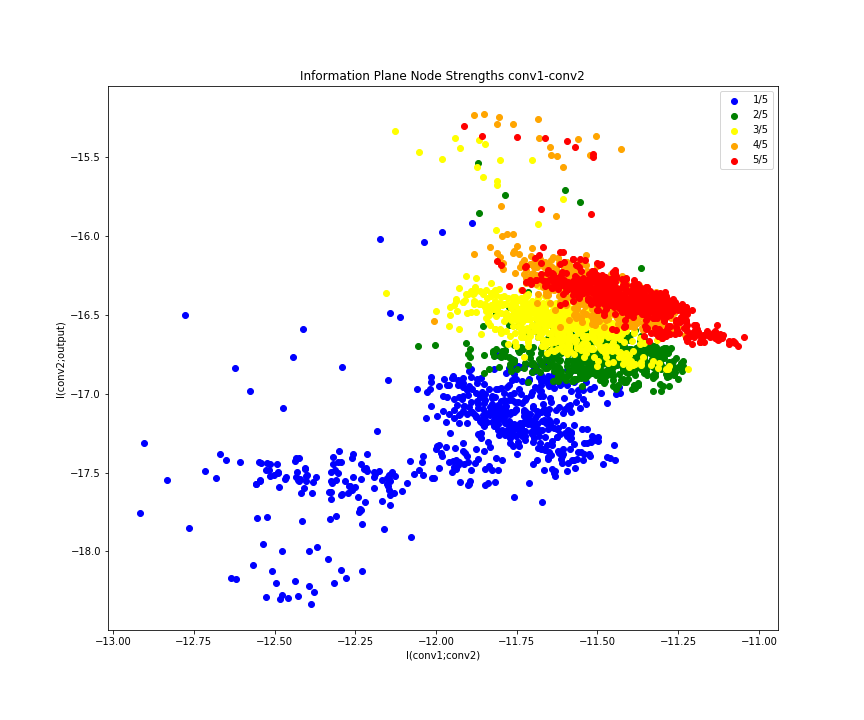 Information Plane Node Strengths conv1-conv2
1/5
2/5
3/5
4/5
5/5
I(conv2;output)
−15.5
−16.0
−16.5
−17.0
−17.5
−18.0
−13.00 −12.75 −12.50 −12.25 −12.00 −11.75 −11.50 −11.25 −11.00
I(conv1;conv2)